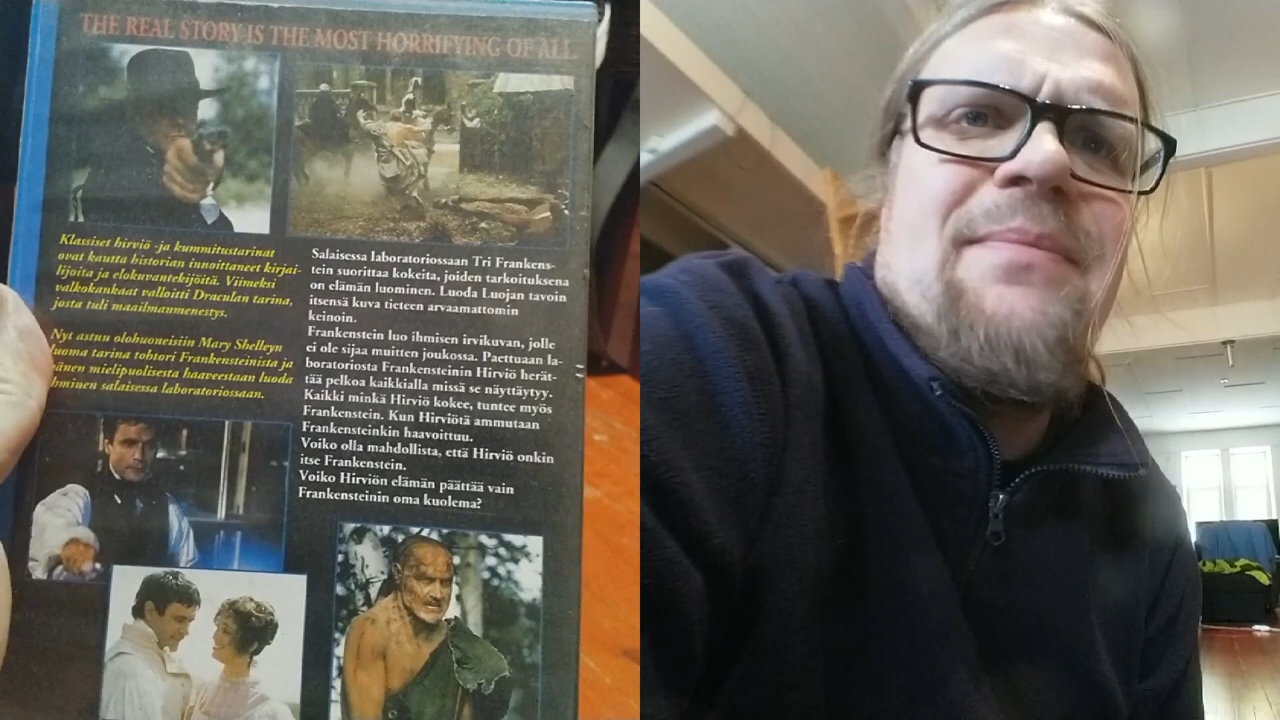 THE REAL STORY IS THE MOST HORRIFYING OF ALL
Klassiset hirviö -ja kummitustarinat
ovat kautta historian innoittaneet kirjai-
lijoita ja elokuvantekijöitä. Viimeksi
valkokankaat valloitti Draculan tarina,
josta tuli maailmanmenestys.
Nyt astuu olohuoneisiin Mary Shelleyn
luoma tarina tohtori Frankensteinista ja
hänen mielipuolisesta haaveestaan luoda
ihminen salaisessa laboratoriossaan.
Salaisessa laboratoriossaan Tri Frankens-
tein suorittaa kokeita, joiden tarkoituksena
on elämän luominen. Luoda Luojan tavoin
itsensä kuva tieteen arvaamattomin
keinoin.
Frankenstein luo ihmisen irvikuvan, jolle
ei ole sijaa muitten joukossa. Paettuaan la-
boratoriosta Frankensteinin Hirviö herät-
tää pelkoa kaikkialla missä se näyttäytyy.
Kaikki minkä Hirviö kokee, tuntee myös
Frankenstein. Kun Hirviötä ammutaan
Frankensteinkin haavoittuu.
Voiko olla mahdollista, että Hirviö onkin
itse Frankenstein.
Voiko Hirviön elämän päättää vain
Frankensteinin oma kuolema?